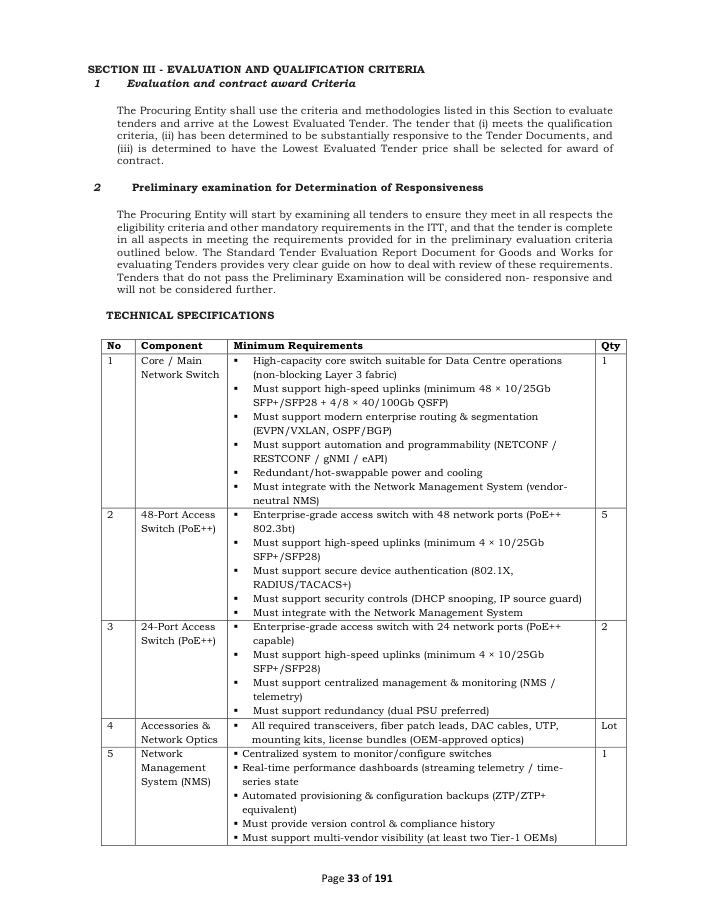 SECTION III - EVALUATION AND QUALIFICATION CRITERIA
1 Evaluation and contract award Criteria
The Procuring Entity shall use the criteria and methodologies listed in this Section to evaluate
tenders and arrive at the Lowest Evaluated Tender. The tender that (i) meets the qualification
criteria, (ii) has been determined to be substantially responsive to the Tender Documents, and
(iii) is determined to have the Lowest Evaluated Tender price shall be selected for award of
contract.
2 Preliminary examination for Determination of Responsiveness
The Procuring Entity will start by examining all tenders to ensure they meet in all respects the
eligibility criteria and other mandatory requirements in the ITT, and that the tender is complete
in all aspects in meeting the requirements provided for in the preliminary evaluation criteria
outlined below. The Standard Tender Evaluation Report Document for Goods and Works for
evaluating Tenders provides very clear guide on how to deal with review of these requirements.
Tenders that do not pass the Preliminary Examination will be considered non- responsive and
will not be considered further.
TECHNICAL SPECIFICATIONS
No Component Minimum Requirements Qty
1 Core / Main ▪ High-capacity core switch suitable for Data Centre operations 1
Network Switch (non-blocking Layer 3 fabric)
▪ Must support high-speed uplinks (minimum 48 × 10/25Gb
SFP+/SFP28 + 4/8 × 40/100Gb QSFP)
▪ Must support modern enterprise routing & segmentation
(EVPN/VXLAN, OSPF/BGP)
▪ Must support automation and programmability (NETCONF /
RESTCONF / gNMI / eAPI)
▪ Redundant/hot-swappable power and cooling
▪ Must integrate with the Network Management System (vendor-
neutral NMS)
2 48-Port Access ▪ Enterprise-grade access switch with 48 network ports (PoE++ 5
Switch (PoE++) 802.3bt)
▪ Must support high-speed uplinks (minimum 4 × 10/25Gb
SFP+/SFP28)
▪ Must support secure device authentication (802.1X,
RADIUS/TACACS+)
▪ Must support security controls (DHCP snooping, IP source guard)
▪ Must integrate with the Network Management System
3 24-Port Access ▪ Enterprise-grade access switch with 24 network ports (PoE++ 2
Switch (PoE++) capable)
▪ Must support high-speed uplinks (minimum 4 × 10/25Gb
SFP+/SFP28)
▪ Must support centralized management & monitoring (NMS /
telemetry)
▪ Must support redundancy (dual PSU preferred)
4 Accessories & ▪ All required transceivers, fiber patch leads, DAC cables, UTP, Lot
Network Optics mounting kits, license bundles (OEM-approved optics)
5 Network ▪ Centralized system to monitor/configure switches 1
Management ▪ Real-time performance dashboards (streaming telemetry / time-
System (NMS) series state
▪ Automated provisioning & configuration backups (ZTP/ZTP+
equivalent)
▪ Must provide version control & compliance history
▪ Must support multi-vendor visibility (at least two Tier-1 OEMs)
Page 33 of 191